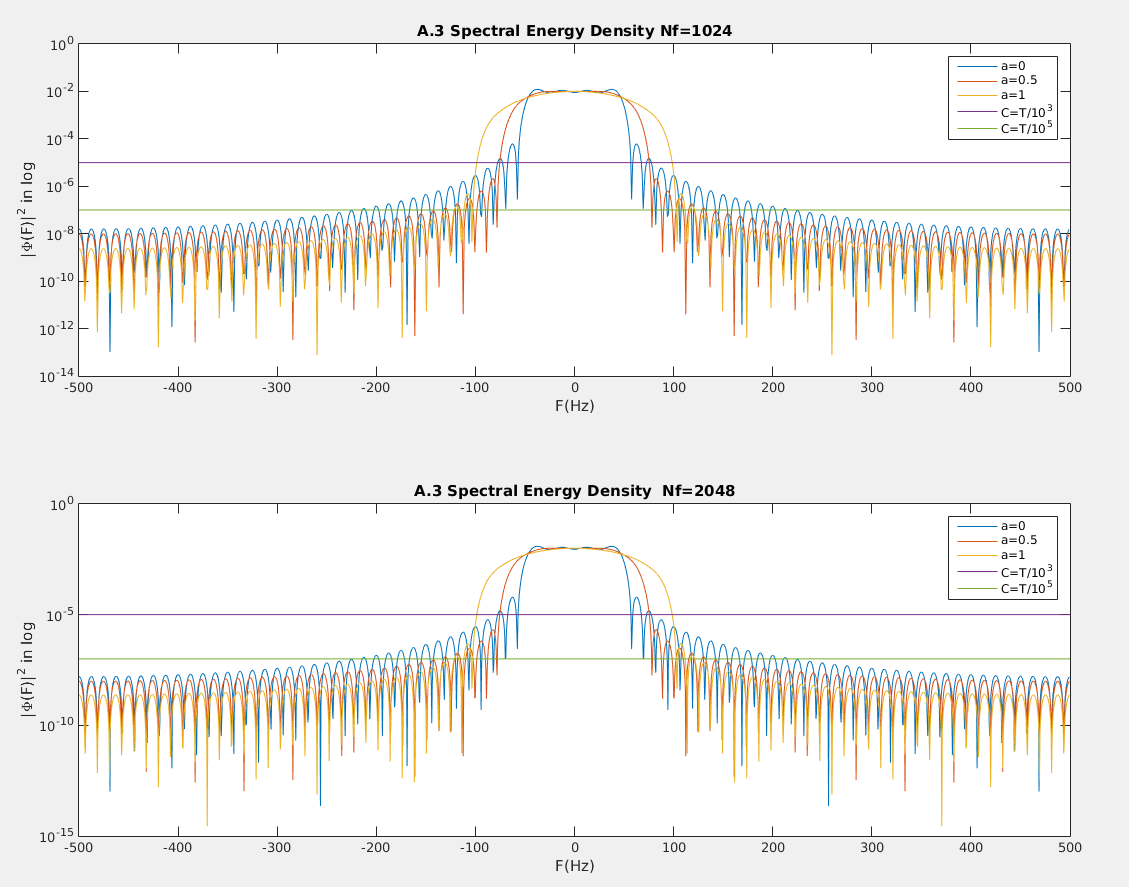 A.3 Spectral Energy Density Nf=1024
10^0
10^-2
10^-4
10^-6
10^-8
10^-10
10^-12
10^-14
|Φ(F)|^2 in log
a=0
a=0.5
a=1
C=T/10^3
C=T/10^5
-500 -400 -300 -200 -100 0 100 200 300 400 500
F(Hz)
A.3 Spectral Energy Density  Nf=2048
10^0
10^-5
10^-10
10^-15
|Φ(F)|^2 in log
a=0
a=0.5
a=1
C=T/10^3
C=T/10^5
-500 -400 -300 -200 -100 0 100 200 300 400 500
F(Hz)